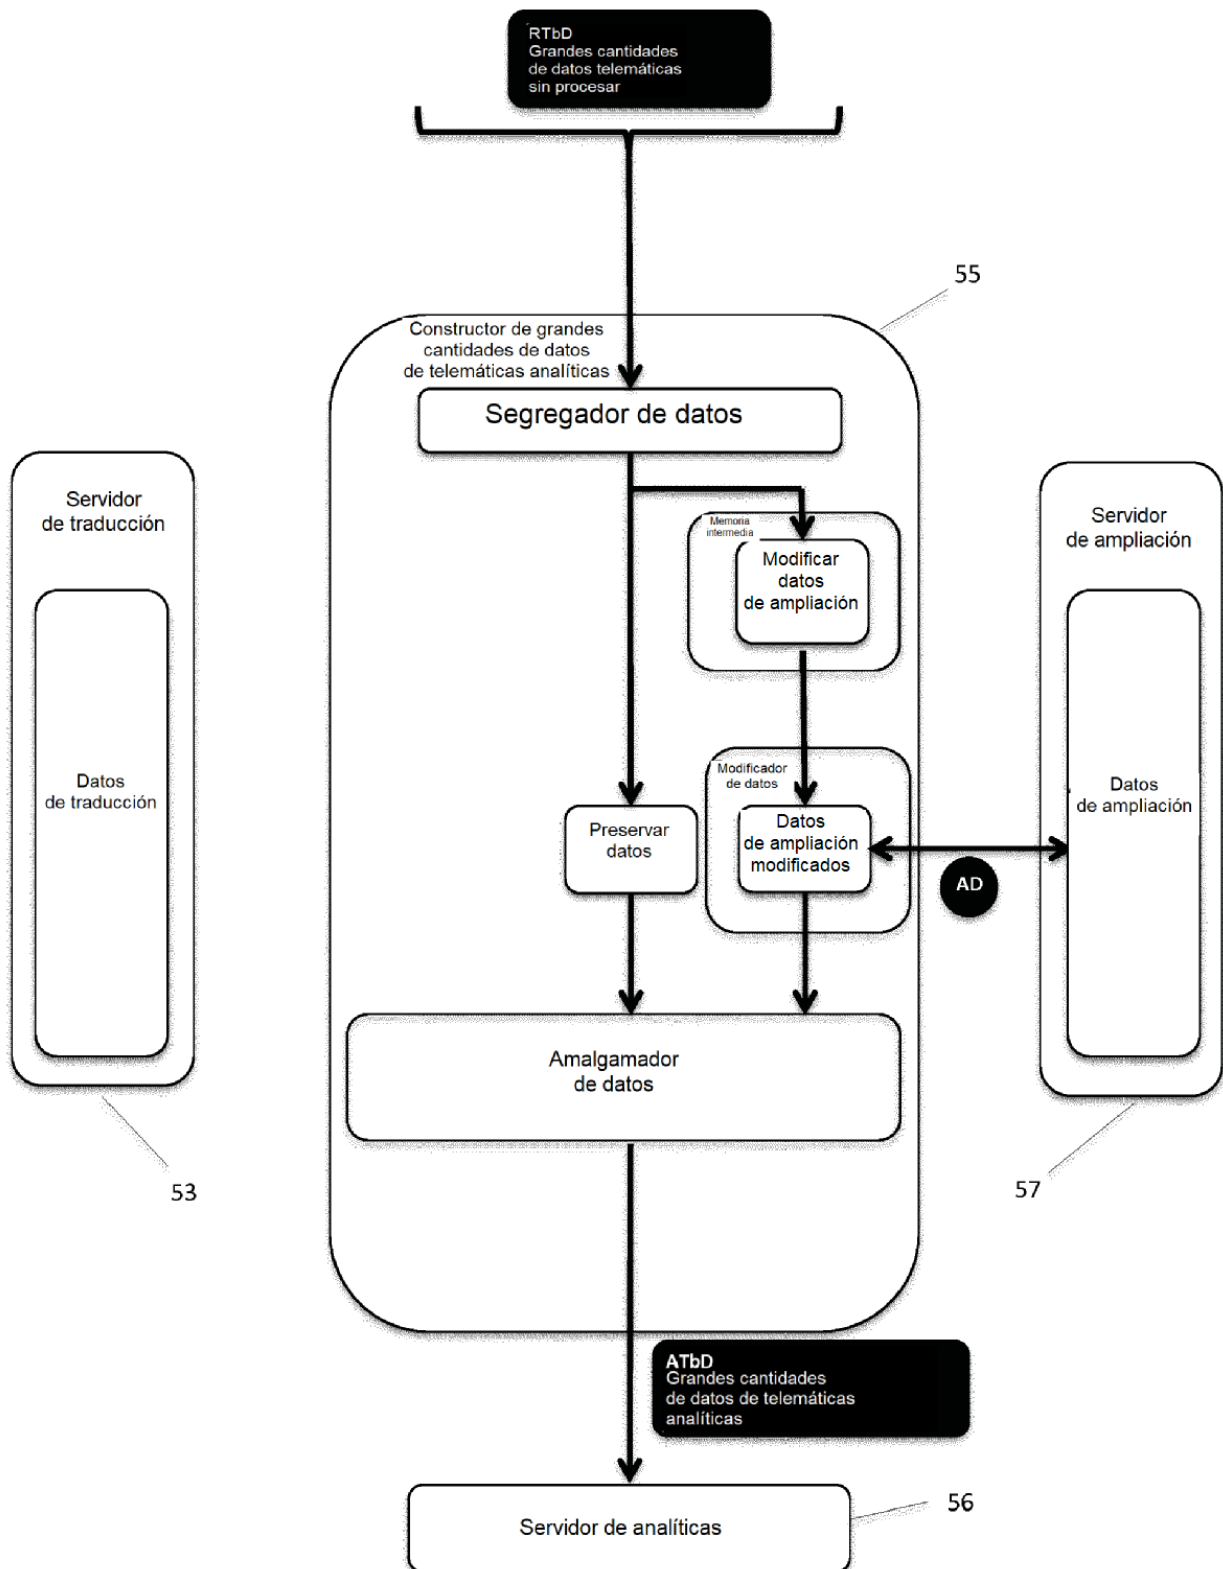 RTbD
Grandes cantidades
de datos telemáticas
sin procesar
55
Constructor de grandes
cantidades de datos
de telemáticas analíticas
Segregador de datos
Servidor
de traducción
Datos
de traducción
53
Memoria
intermedia
Modificar
datos
de ampliación
Modificador
de datos
Preservar
datos
Datos
de ampliación
modificados
AD
Servidor
de ampliación
Datos
de ampliación
57
Amalgamador
de datos
ATbD
Grandes cantidades
de datos de telemáticas
analíticas
Servidor de analíticas
56